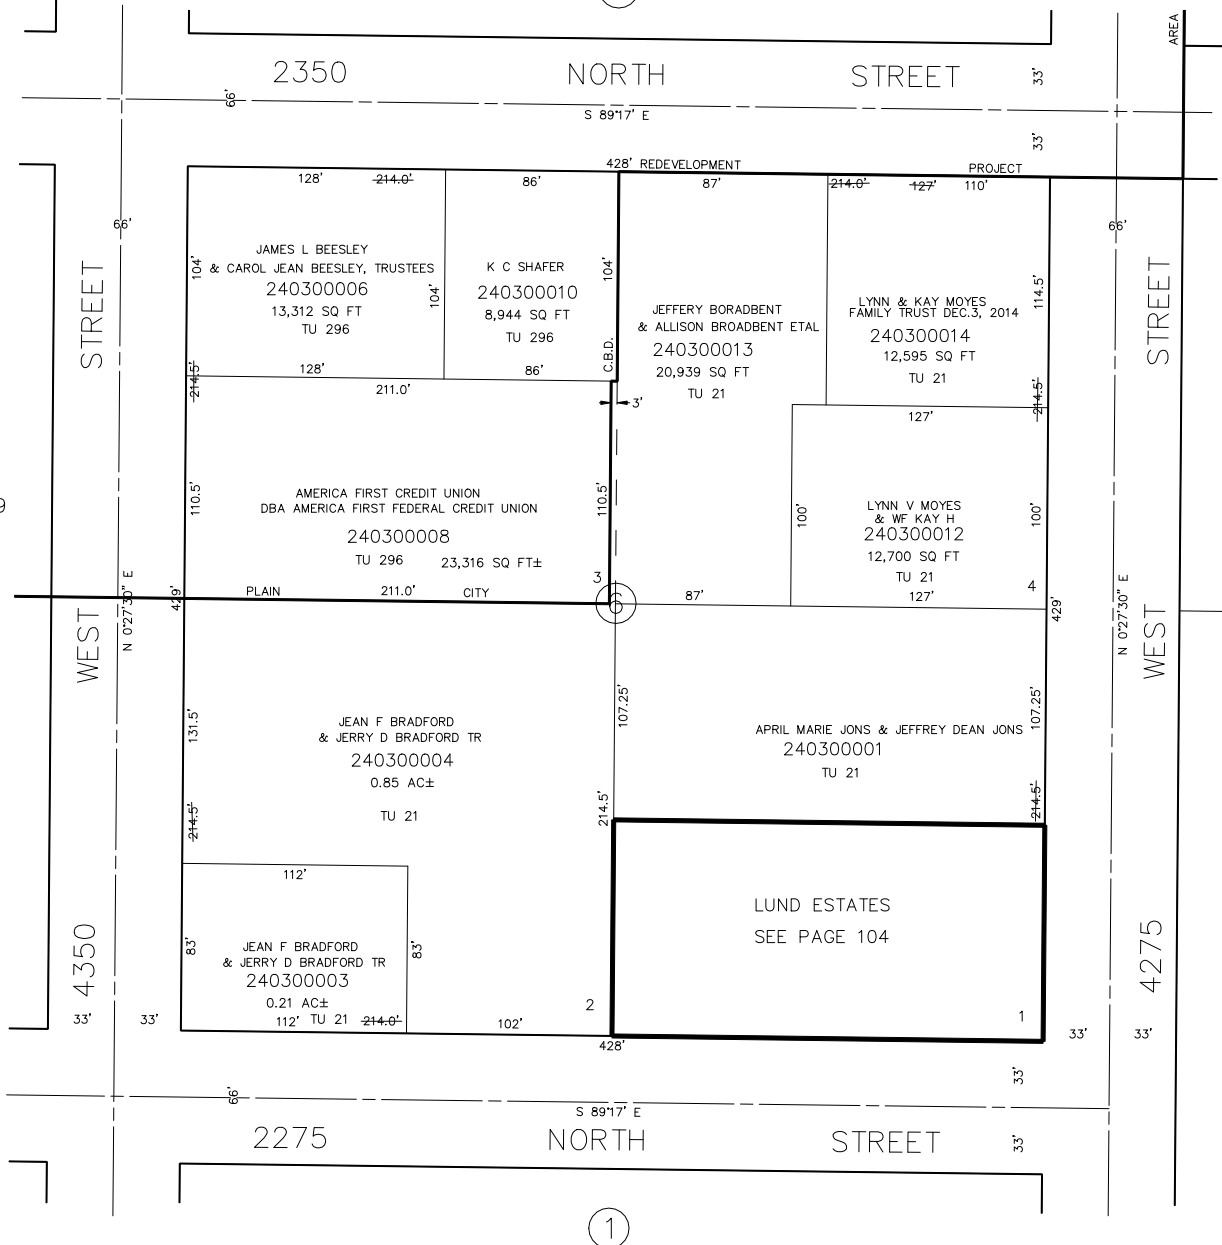 AREA
2350 NORTH STREET
33'
66'
S 89°17' E
33'
428' REDEVELOPMENT PROJECT
128' 214.0' 86' 87' 214.0' 127' 110'
66'
66'
STREET
STREET
104'
JAMES L BEESLEY
& CAROL JEAN BEESLEY, TRUSTEES
240300006
13,312 SQ FT
TU 296
104'
K C SHAFER
240300010
8,944 SQ FT
TU 296
104'
C.B.D.
JEFFERY BORADBENT
& ALLISON BROADBENT ETAL
240300013
20,939 SQ FT
TU 21
LYNN & KAY MOYES
FAMILY TRUST DEC.3, 2014
240300014
12,595 SQ FT
TU 21
114.5'
214.5'
128' 86'
211.0'
3'
214.5'
127'
110.5'
AMERICA FIRST CREDIT UNION
DBA AMERICA FIRST FEDERAL CREDIT UNION
240300008
TU 296 23,316 SQ FT±
110.5'
100'
LYNN V MOYES
& WF KAY H
240300012
12,700 SQ FT
TU 21
100'
9
3
4
PLAIN 211.0' CITY
87' 127'
429'
429'
N 0°27'30" E
N 0°27'30" E
WEST
WEST
131.5'
JEAN F BRADFORD
& JERRY D BRADFORD TR
240300004
0.85 AC±
TU 21
107.25'
APRIL MARIE JONS & JEFFREY DEAN JONS
240300001
TU 21
107.25'
214.5'
214.5'
214.5'
112'
83'
JEAN F BRADFORD
& JERRY D BRADFORD TR
240300003
0.21 AC±
112' TU 21 214.0'
83'
102'
2
LUND ESTATES
SEE PAGE 104
1
4350
4275
33' 33'
428'
33' 33'
33'
66'
S 89°17' E
2275 NORTH STREET
33'
1